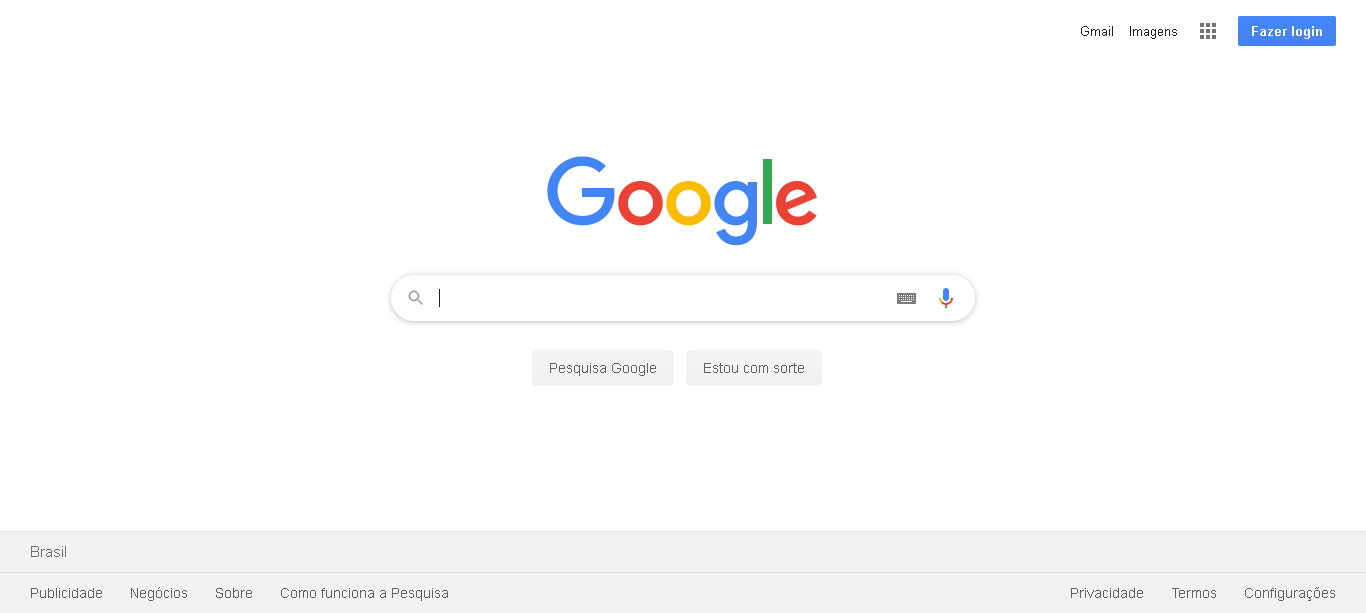 Gmail Imagens Fazer login
Google
Pesquisa Google Estou com sorte
Brasil
Publicidade Negócios Sobre Como funciona a Pesquisa Privacidade Termos Configurações